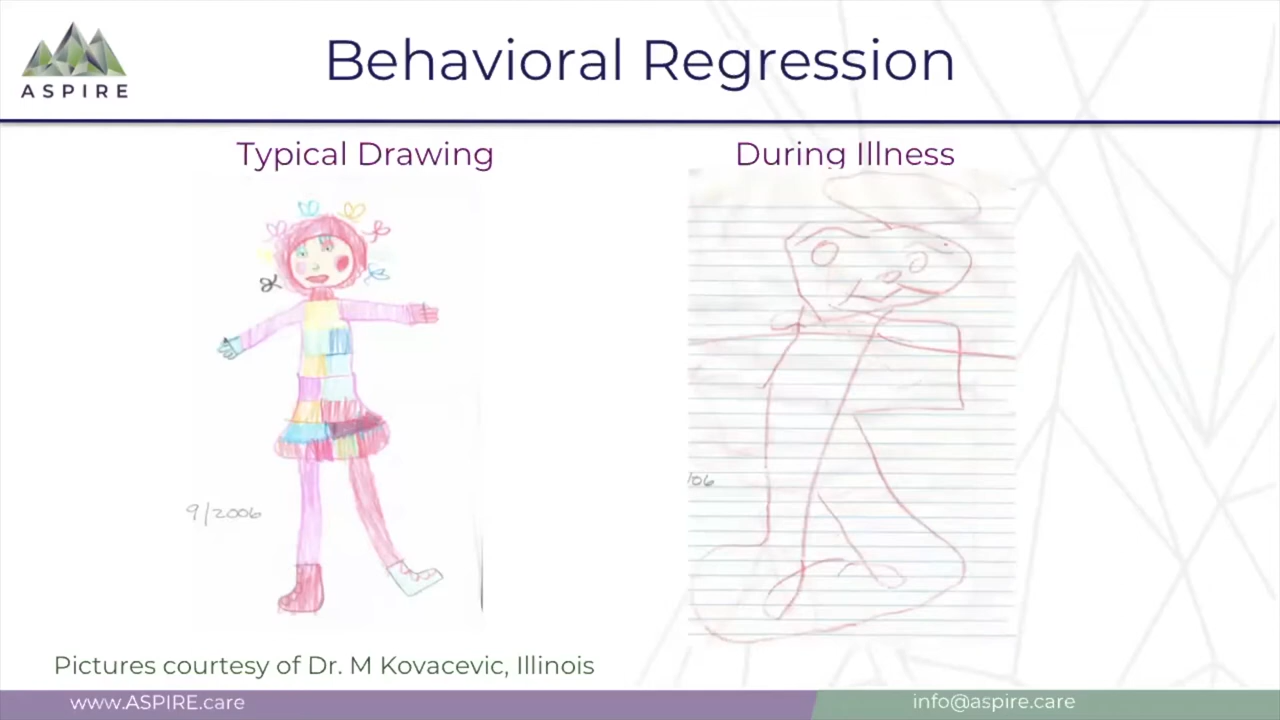 ASPIRE
Behavioral Regression
Typical Drawing
During Illness
9/2006
/06
Pictures courtesy of Dr. M Kovacevic, Illinois
www.ASPIRE.care
info@aspire.care